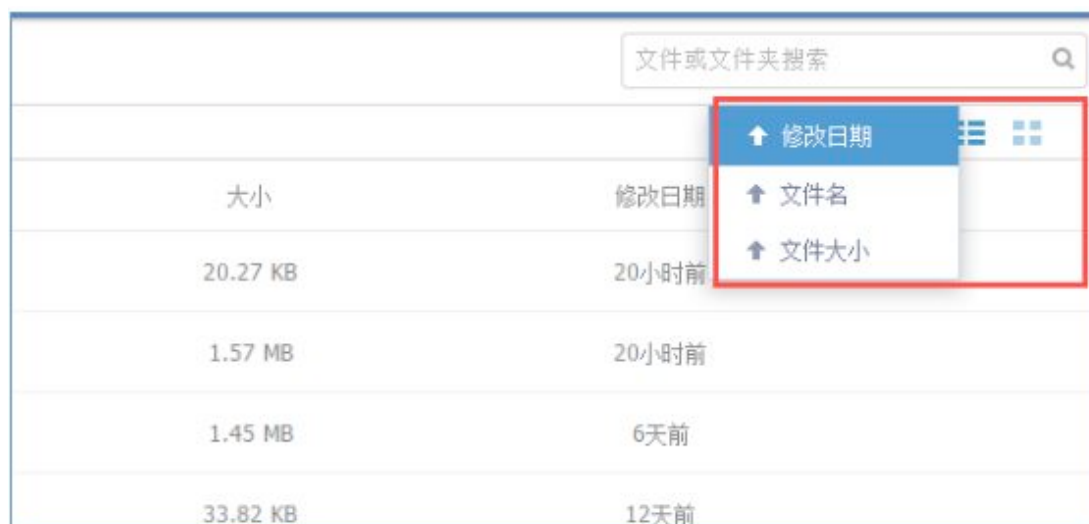 文件或文件夹搜索
修改日期
大小 修改日期 文件名
文件大小
20.27 KB 20小时前
1.57 MB 20小时前
1.45 MB 6天前
33.82 KB 12天前